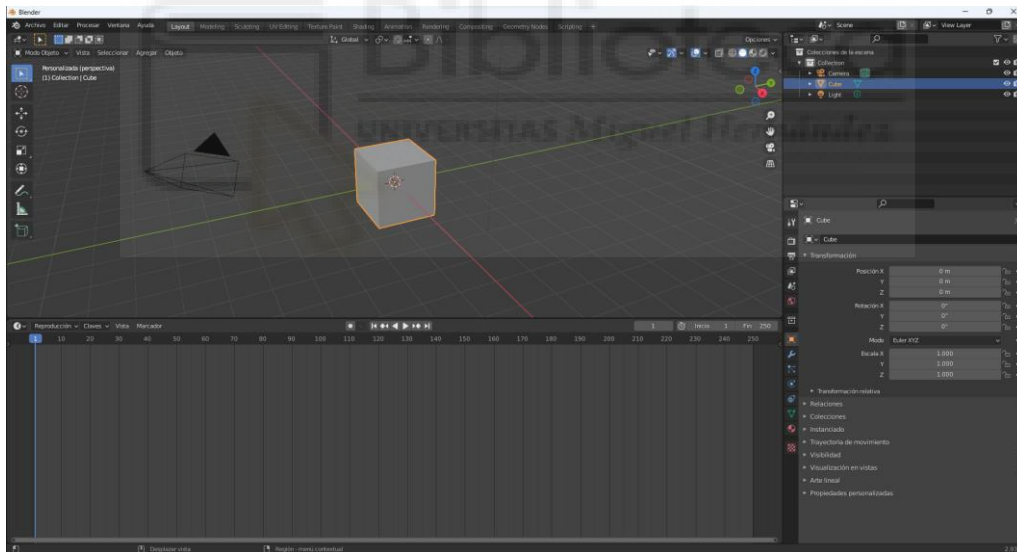 Blender
Archivo Editar Procesar Ventana Ayuda Layout Modeling Sculpting UV Editing Texture Paint Shading Animation Rendering Compositing Geometry Nodes Scripting + Scene View Layer
Global Opciones
Modo Objeto Vista Seleccionar Agregar Objeto
Personalizada (perspectiva)
(1) Collection | Cube
Biblioteca
UNIVERSITAS Miguel Hernández
Colecciones de la escena
Collection
Camera
Cube
Light
Cube
Cube
Transformación
Posición X 0 m
Y 0 m
Z 0 m
Rotación X 0°
Y 0°
Z 0°
Modo Euler XYZ
Escala X 1.000
Y 1.000
Z 1.000
Transformación relativa
Relaciones
Colecciones
Instanciado
Trayectoria de movimiento
Visibilidad
Visualización en vistas
Arte lineal
Propiedades personalizadas
Reproducción Claves Vista Marcador 1 Inicio 1 Fin 250
1 10 20 30 40 50 60 70 80 90 100 110 120 130 140 150 160 170 180 190 200 210 220 230 240 250
Desplazar vista Región - menú contextual